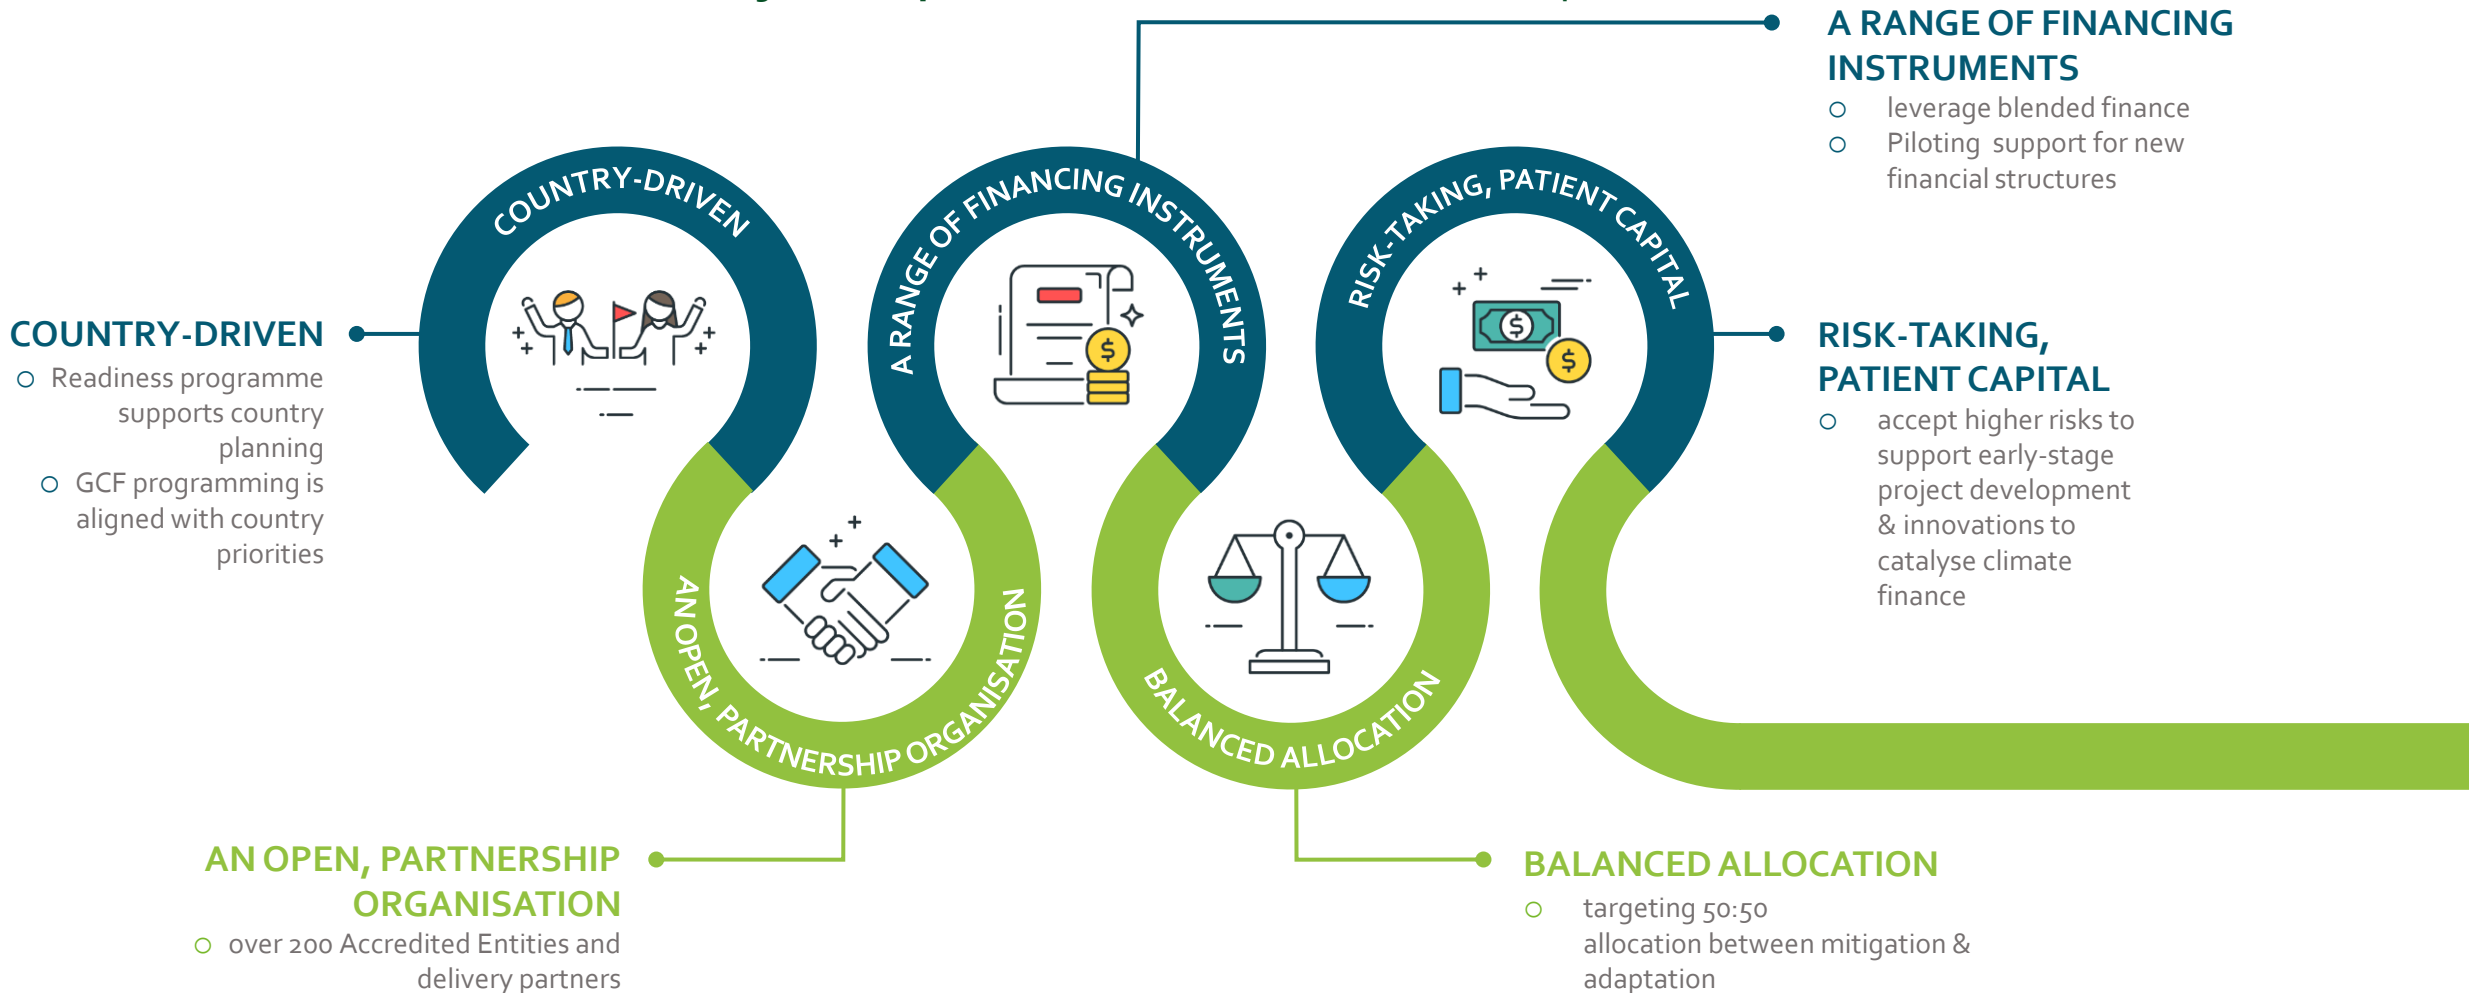 COUNTRY-DRIVEN
A RANGE OF FINANCING INSTRUMENTS
RISK-TAKING, PATIENT CAPITAL
AN OPEN, PARTNERSHIP ORGANISATION
BALANCED ALLOCATION
COUNTRY-DRIVEN
Readiness programme
supports country
planning
GCF programming is
aligned with country
priorities
AN OPEN, PARTNERSHIP
ORGANISATION
over 200 Accredited Entities and
delivery partners
A RANGE OF FINANCING
INSTRUMENTS
leverage blended finance
Piloting support for new
financial structures
BALANCED ALLOCATION
targeting 50:50
allocation between mitigation &
adaptation
RISK-TAKING,
PATIENT CAPITAL
accept higher risks to
support early-stage
project development
& innovations to
catalyse climate
finance